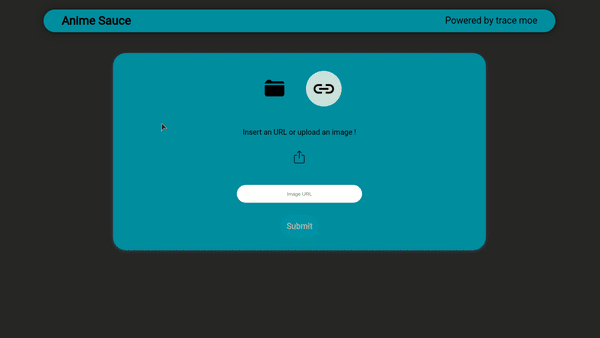 Anime Sauce
Powered by trace moe
Insert an URL or upload an image !
Image URL
Submit